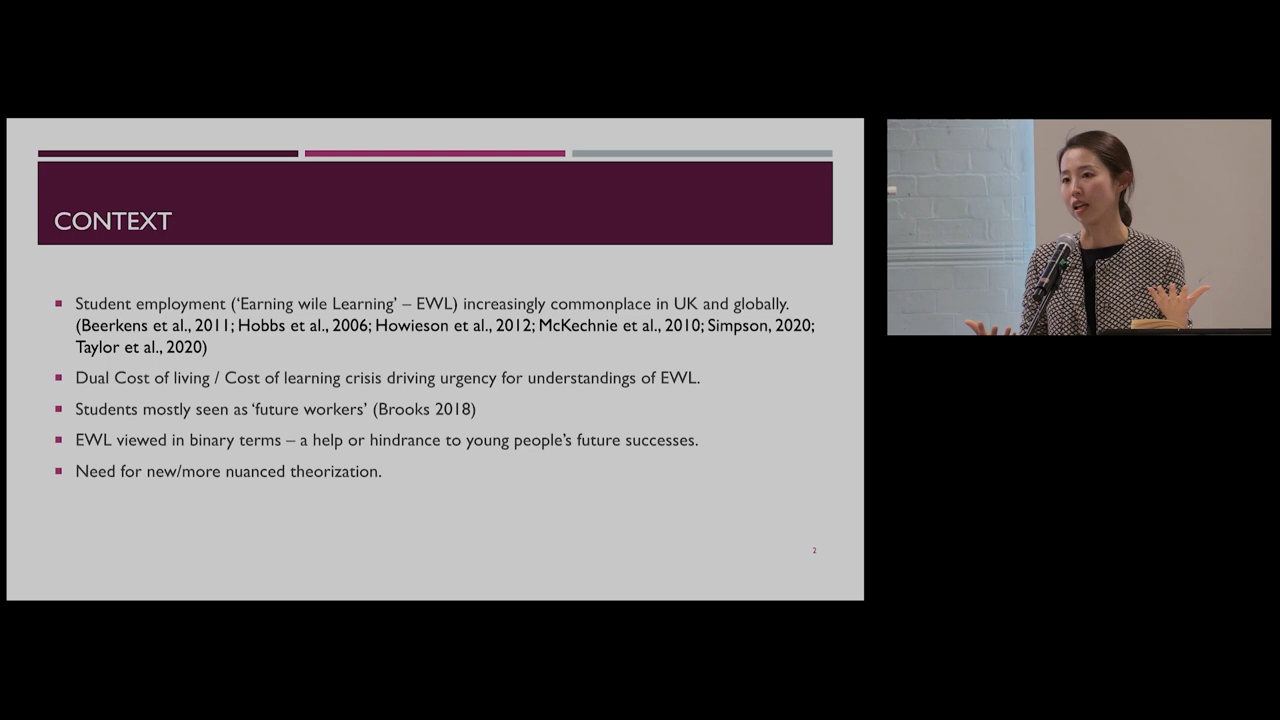 CONTEXT
Student employment (‘Earning wile Learning’ – EWL) increasingly commonplace in UK and globally.
(Beerkens et al., 2011; Hobbs et al., 2006; Howieson et al., 2012; McKechnie et al., 2010; Simpson, 2020;
Taylor et al., 2020)
Dual Cost of living / Cost of learning crisis driving urgency for understandings of EWL.
Students mostly seen as ‘future workers’ (Brooks 2018)
EWL viewed in binary terms – a help or hindrance to young people’s future successes.
Need for new/more nuanced theorization.
2